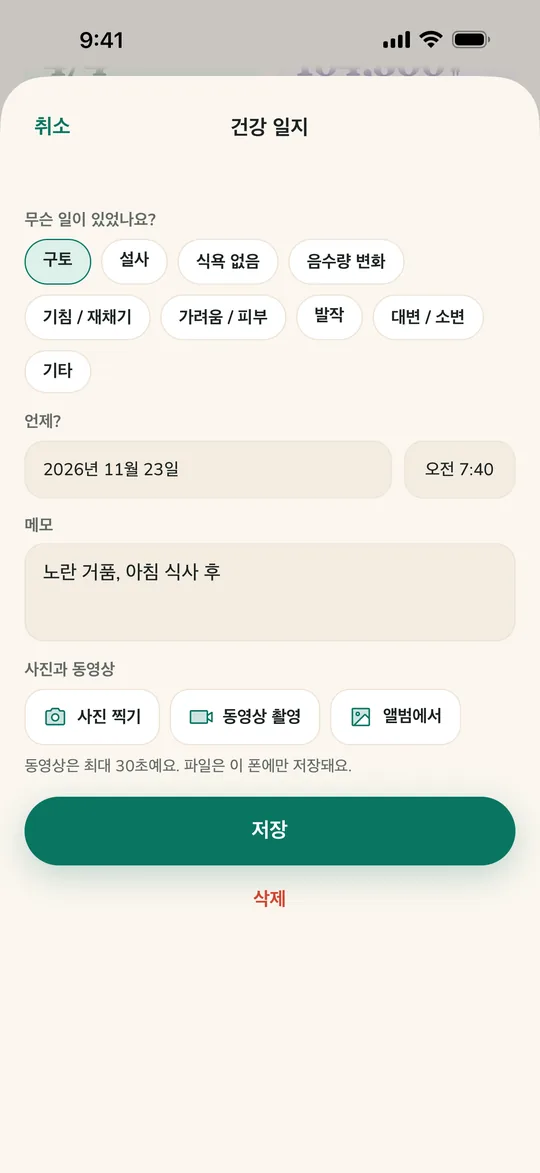 9:41
취소
건강 일지
무슨 일이 있었나요?
구토
설사
식욕 없음
음수량 변화
기침 / 재채기
가려움 / 피부
발작
대변 / 소변
기타
언제?
2026년 11월 23일
오전 7:40
메모
노란 거품, 아침 식사 후
사진과 동영상
사진 찍기
동영상 촬영
앨범에서
동영상은 최대 30초예요. 파일은 이 폰에만 저장돼요.
저장
삭제